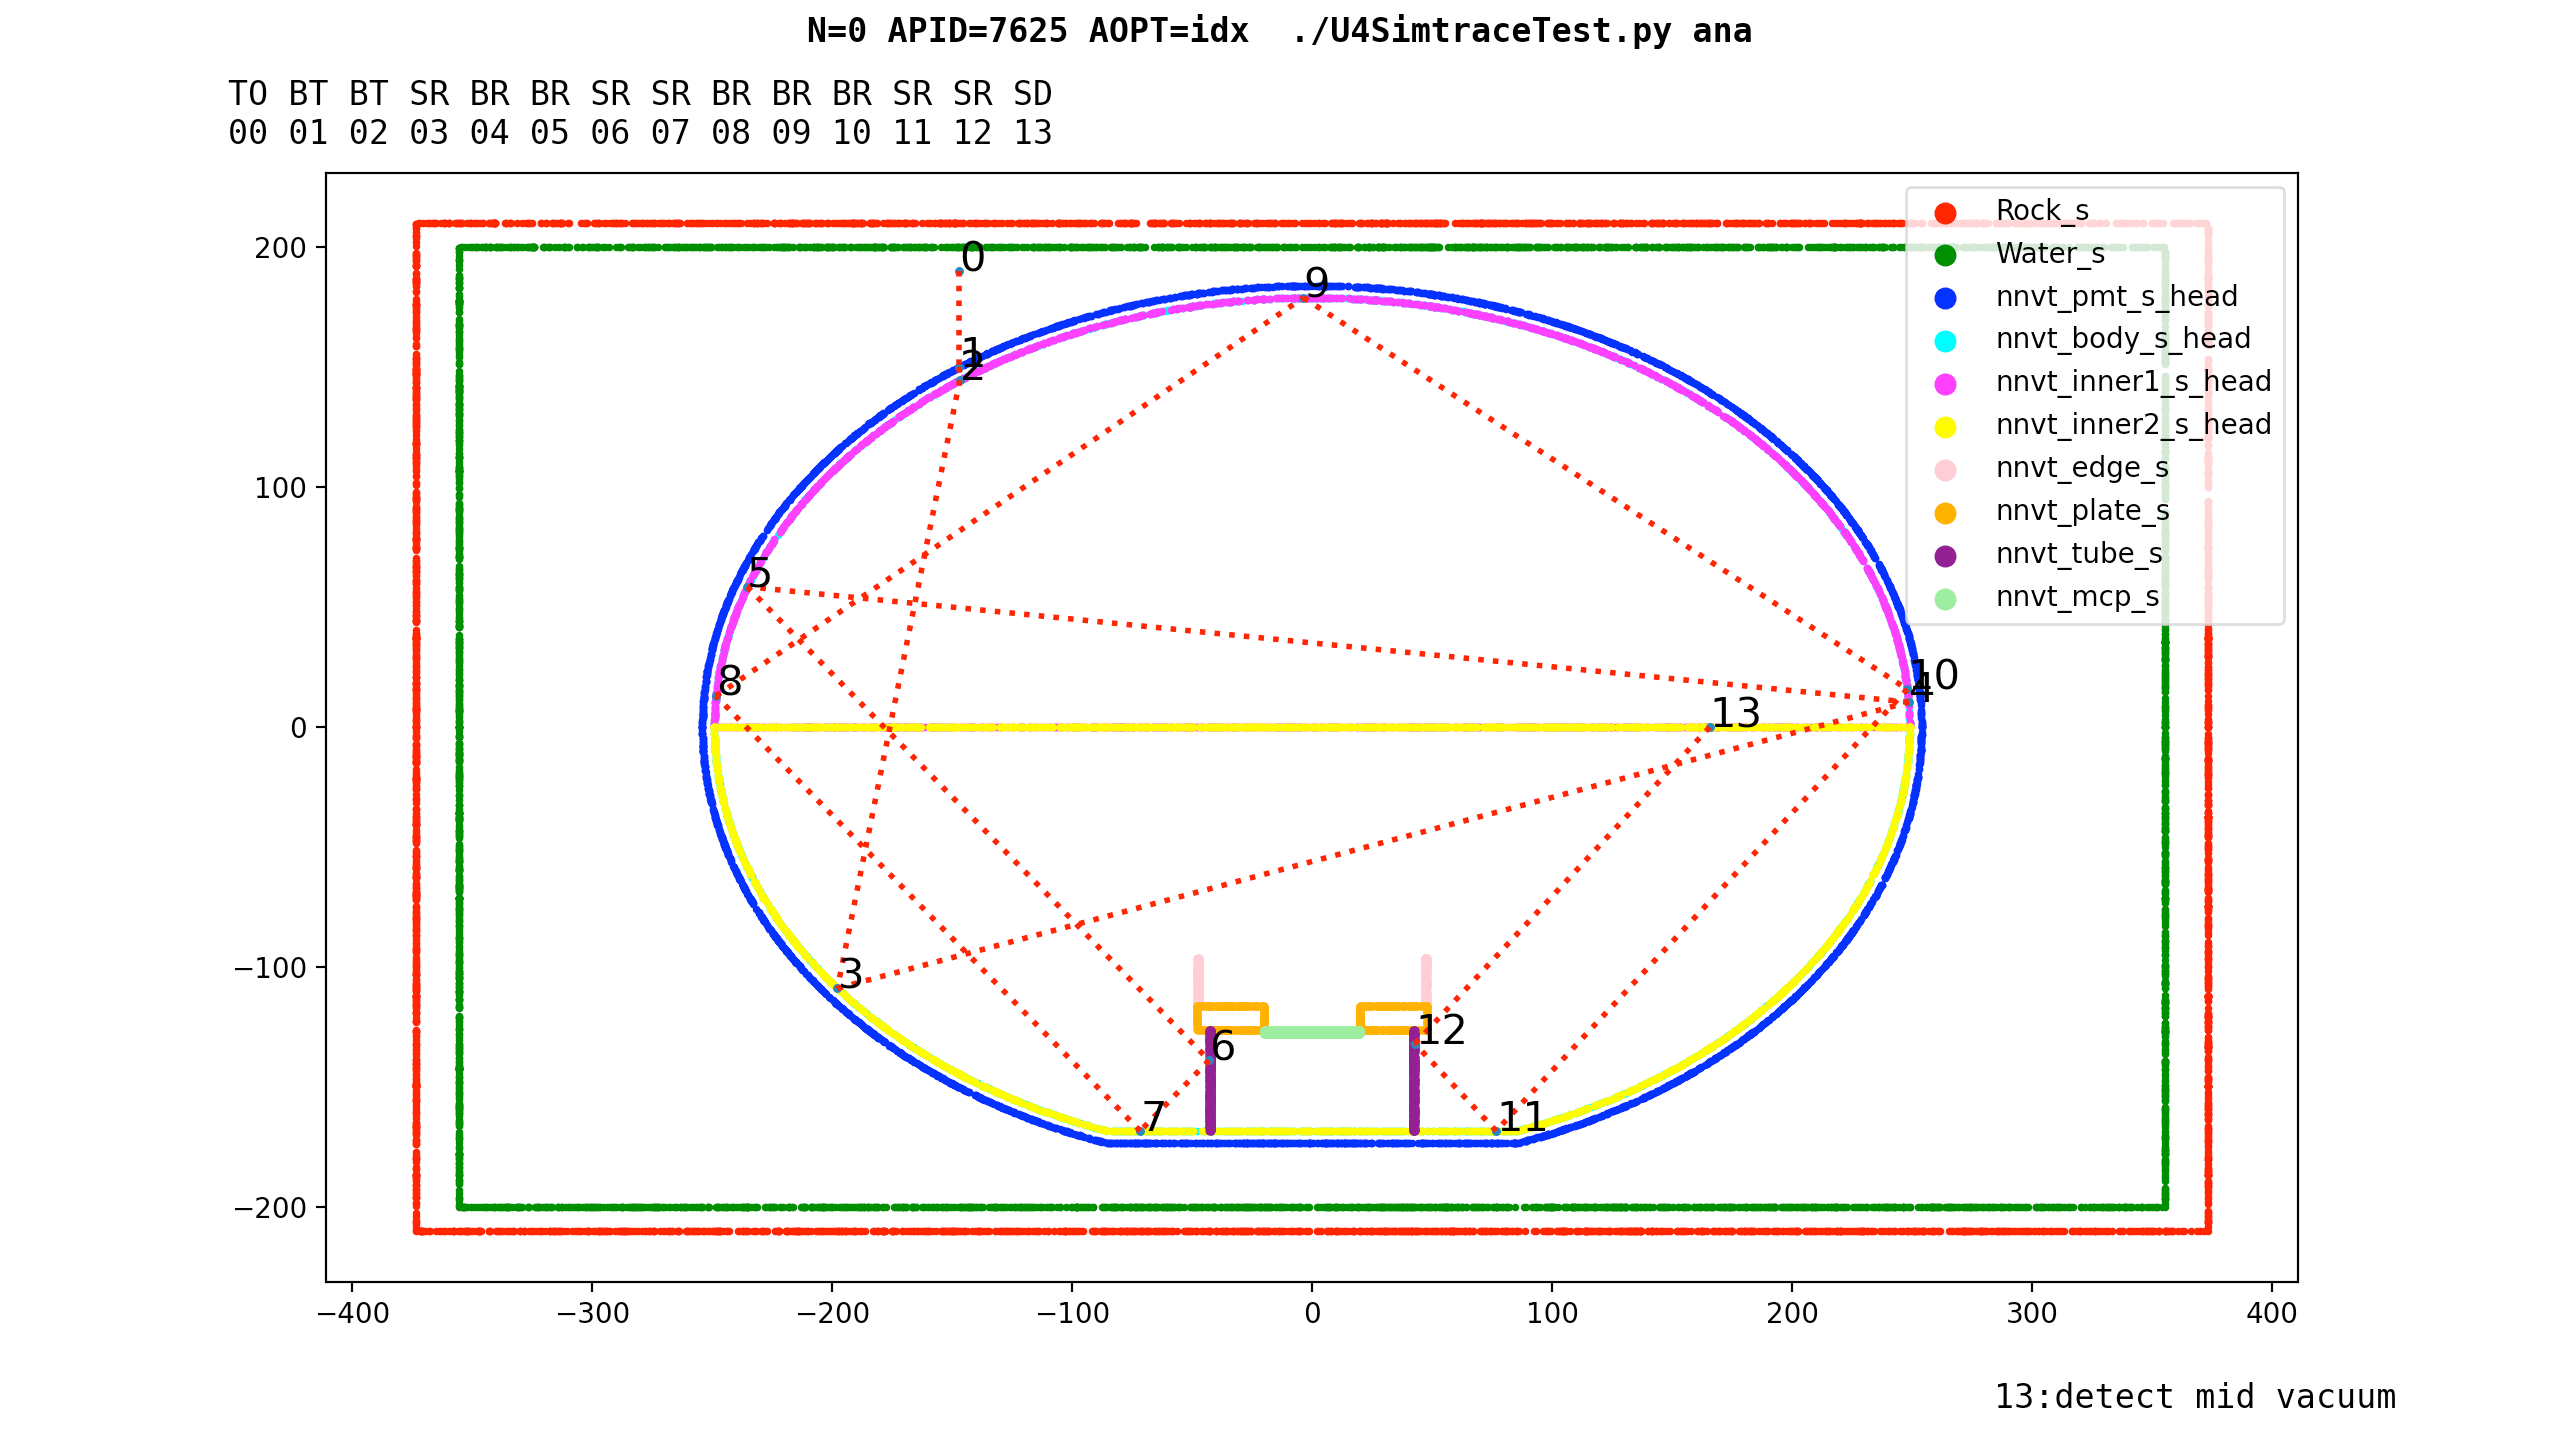 N=0 APID=7625 AOPT=idx  ./U4SimtraceTest.py ana
TO BT BT SR BR BR SR SR BR BR BR SR SR SD
00 01 02 03 04 05 06 07 08 09 10 11 12 13
Rock_s
Water_s
nnvt_pmt_s_head
nnvt_body_s_head
nnvt_inner1_s_head
nnvt_inner2_s_head
nnvt_edge_s
nnvt_plate_s
nnvt_tube_s
nnvt_mcp_s
200
100
0
−100
−200
0
9
1
2
5
8
10
4
13
3
12
6
7
11
−400 −300 −200 −100 0 100 200 300 400
13:detect mid vacuum